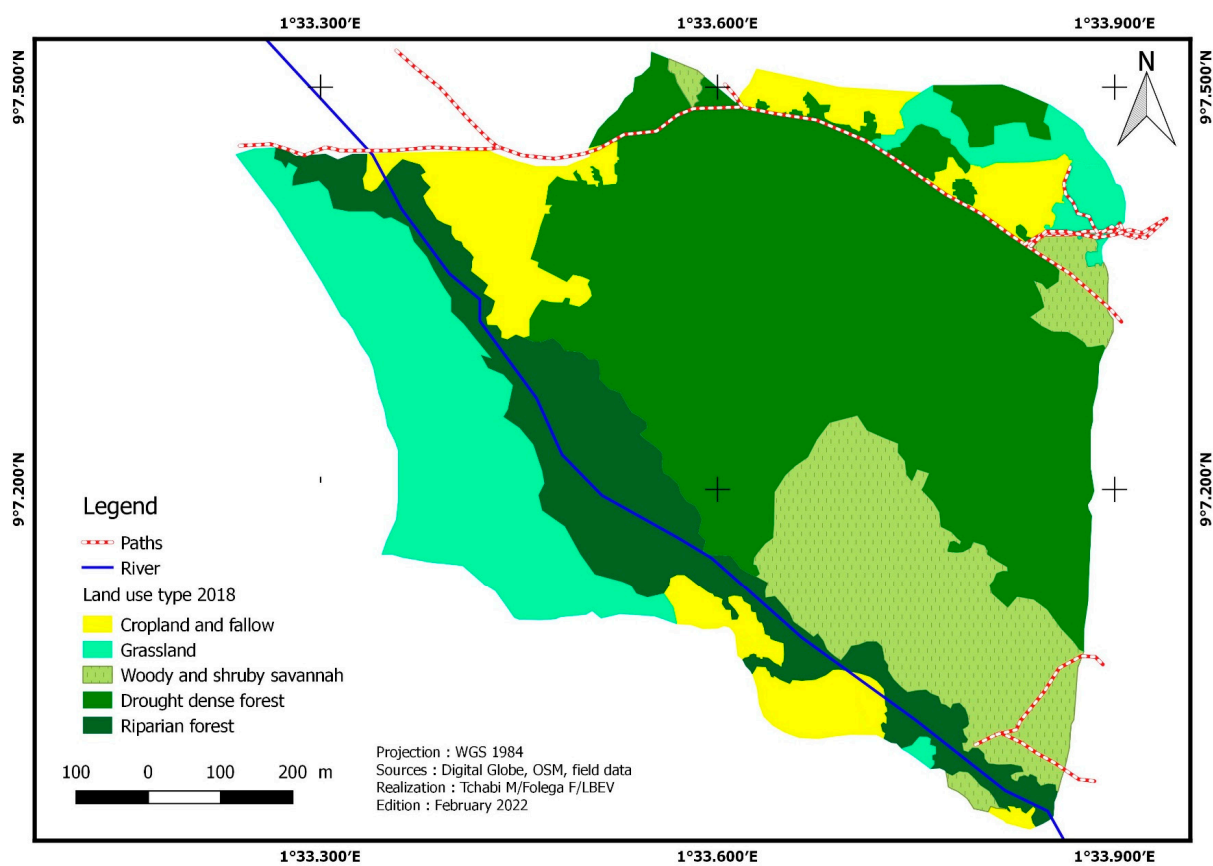 1°33.300'E 1°33.600'E 1°33.900'E
9°7.500'N 9°7.500'N
N
9°7.200'N 9°7.200'N
Legend
Paths
River
Land use type 2018
Cropland and fallow
Grassland
Woody and shruby savannah
Drought dense forest
Riparian forest
100 0 100 200 m
Projection : WGS 1984
Sources : Digital Globe, OSM, field data
Realization : Tchabi M/Folega F/LBEV
Edition : February 2022
1°33.300'E 1°33.600'E 1°33.900'E